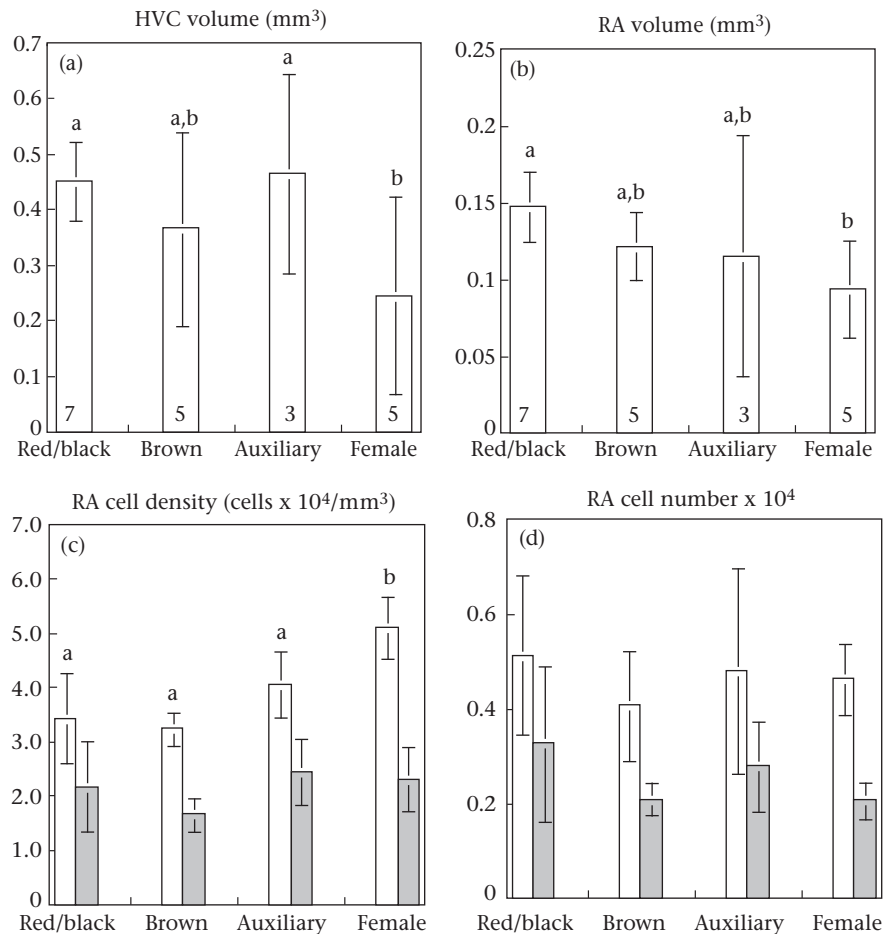 HVC volume (mm³)
0.7
(a)
0.6
0.5
0.4
0.3
0.2
0.1
0
a
a,b
a
b
7
5
3
5
Red/black
Brown
Auxiliary
Female
RA volume (mm³)
0.25
(b)
0.2
0.15
0.1
0.05
0
a
a,b
a,b
b
7
5
3
5
Red/black
Brown
Auxiliary
Female
RA cell density (cells x 10⁴/mm³)
7.0
(c)
6.0
5.0
4.0
3.0
2.0
1.0
0
a
a
a
b
Red/black
Brown
Auxiliary
Female
RA cell number x 10⁴
0.8
(d)
0.6
0.4
0.2
0
Red/black
Brown
Auxiliary
Female